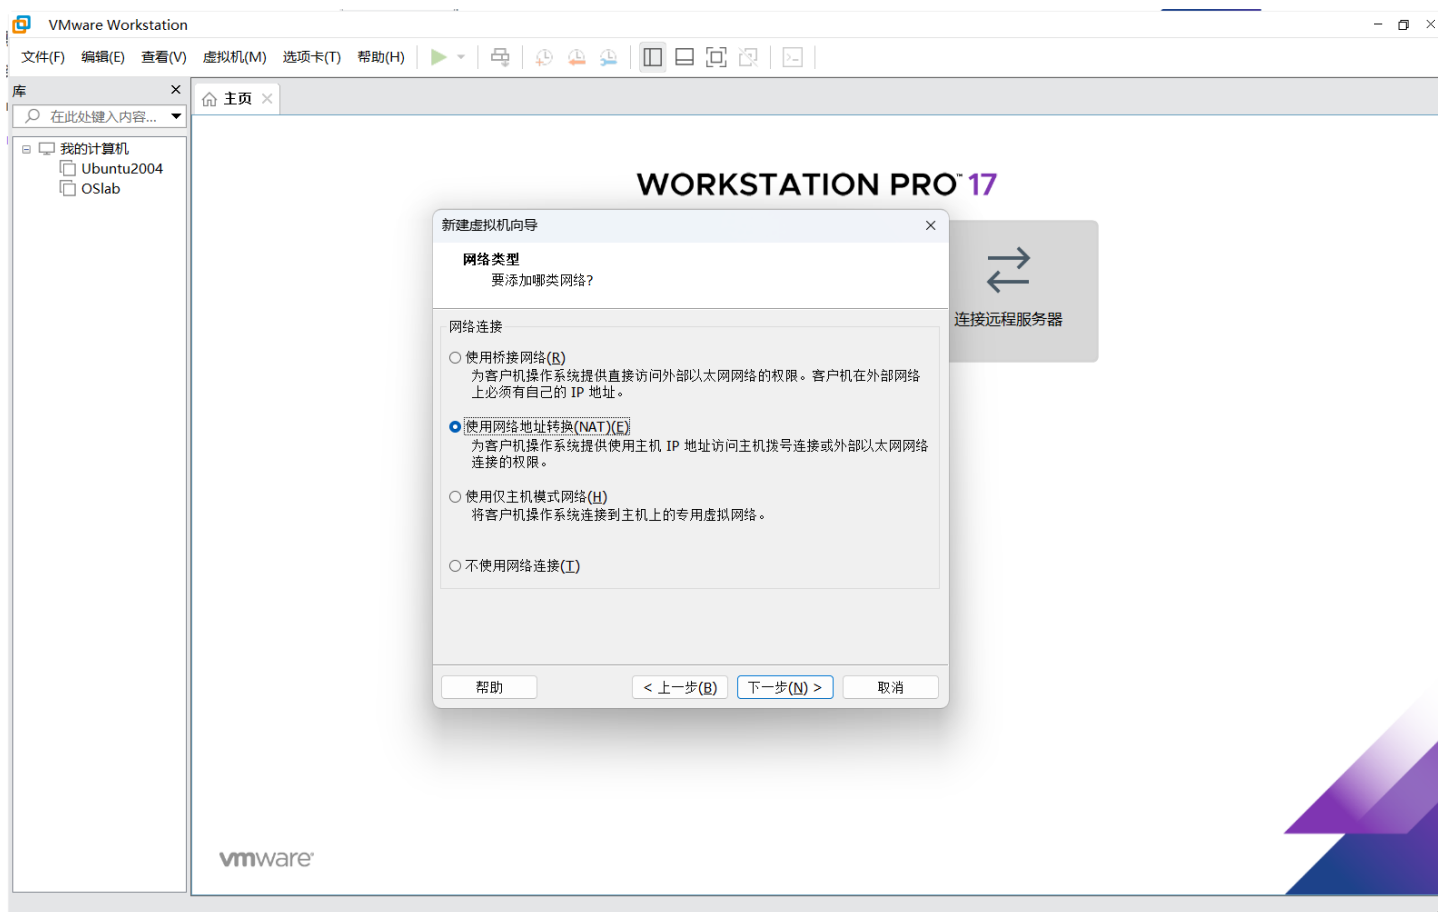 VMware Workstation
文件(F) 编辑(E) 查看(V) 虚拟机(M) 选项卡(T) 帮助(H)
库
主页
在此处键入内容...
我的计算机
Ubuntu2004
OSlab
WORKSTATION PRO™ 17
新建虚拟机向导
网络类型
要添加哪类网络?
连接远程服务器
网络连接
使用桥接网络(R)
为客户机操作系统提供直接访问外部以太网网络的权限。客户机在外部网络
上必须有自己的 IP 地址。
使用网络地址转换(NAT)(E)
为客户机操作系统提供使用主机 IP 地址访问主机拨号连接或外部以太网网络
连接的权限。
使用仅主机模式网络(H)
将客户机操作系统连接到主机上的专用虚拟网络。
不使用网络连接(T)
帮助 < 上一步(B) 下一步(N) > 取消
vmware